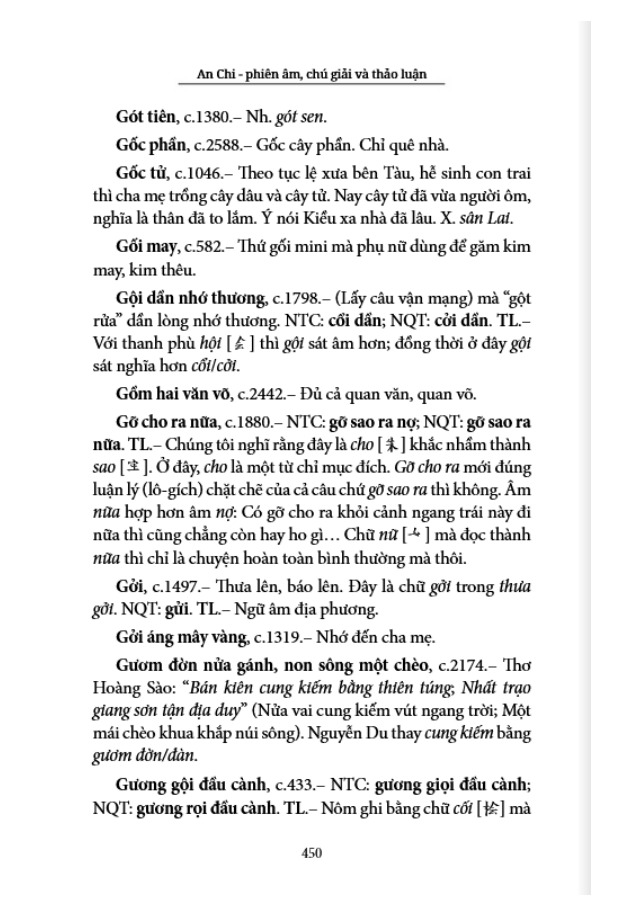 An Chi - phiên âm, chú giải và thảo luận
Gót tiên, c.1380.– Nh. gót sen.
Gốc phần, c.2588.– Gốc cây phần. Chỉ quê nhà.
Gốc tử, c.1046.– Theo tục lệ xưa bên Tàu, hễ sinh con trai
thì cha mẹ trồng cây dâu và cây tử. Nay cây tử đã vừa người ôm,
nghĩa là thân đã to lắm. Ý nói Kiều xa nhà đã lâu. X. sân Lai.
Gối may, c.582.– Thứ gối mini mà phụ nữ dùng để găm kim
may, kim thêu.
Gội dần nhớ thương, c.1798.– (Lấy câu vận mạng) mà “gột
rửa” dần lòng nhớ thương. NTC: cổi dần; NQT: cởi dần. TL.–
Với thanh phù hội [ ] thì gội sát âm hơn; đồng thời ở đây gội
sát nghĩa hơn cổi/cởi.
Gồm hai văn võ, c.2442.– Đủ cả quan văn, quan võ.
Gỡ cho ra nữa, c.1880.– NTC: gỡ sao ra nợ; NQT: gỡ sao ra
nữa. TL.– Chúng tôi nghĩ rằng đây là cho [ ] khắc nhầm thành
sao [ ]. Ở đây, cho là một từ chỉ mục đích. Gỡ cho ra mới đúng
luận lý (lô-gích) chặt chẽ của cả câu chứ gỡ sao ra thì không. Âm
nữa hợp hơn âm nợ: Có gỡ cho ra khỏi cảnh ngang trái này đi
nữa thì cũng chẳng còn hay ho gì… Chữ nữ [ ] mà đọc thành
nữa thì chỉ là chuyện hoàn toàn bình thường mà thôi.
Gởi, c.1497.– Thưa lên, báo lên. Đây là chữ gởi trong thưa
gởi. NQT: gửi. TL.– Ngữ âm địa phương.
Gởi áng mây vàng, c.1319.– Nhớ đến cha mẹ.
Gươm đờn nửa gánh, non sông một chèo, c.2174.– Thơ
Hoàng Sào: “Bán kiên cung kiếm bằng thiên túng; Nhất trạo
giang sơn tận địa duy” (Nửa vai cung kiếm vút ngang trời; Một
mái chèo khua khắp núi sông). Nguyễn Du thay cung kiếm bằng
gươm đờn/đàn.
Gương gội đầu cành, c.433.– NTC: gương giọi đầu cành;
NQT: gương rọi đầu cành. TL.– Nôm ghi bằng chữ cối [ ] mà
450